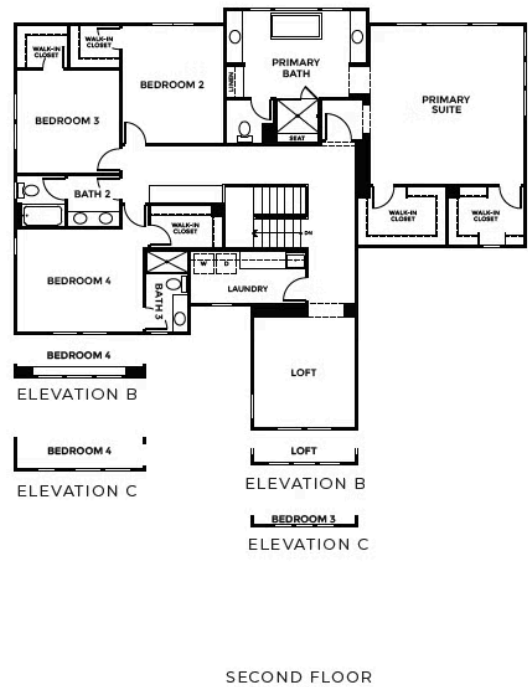 WALK-IN
CLOSET
WALK-IN
CLOSET
BEDROOM 2
PRIMARY
BATH
LINEN
PRIMARY
SUITE
BEDROOM 3
SEAT
BATH 2
WALK-IN
CLOSET
WALK-IN
CLOSET
WALK-IN
CLOSET
DN
W
D
BEDROOM 4
LAUNDRY
BATH 3
LOFT
BEDROOM 4
ELEVATION B
BEDROOM 4
ELEVATION C
LOFT
ELEVATION B
BEDROOM 3
ELEVATION C
SECOND FLOOR